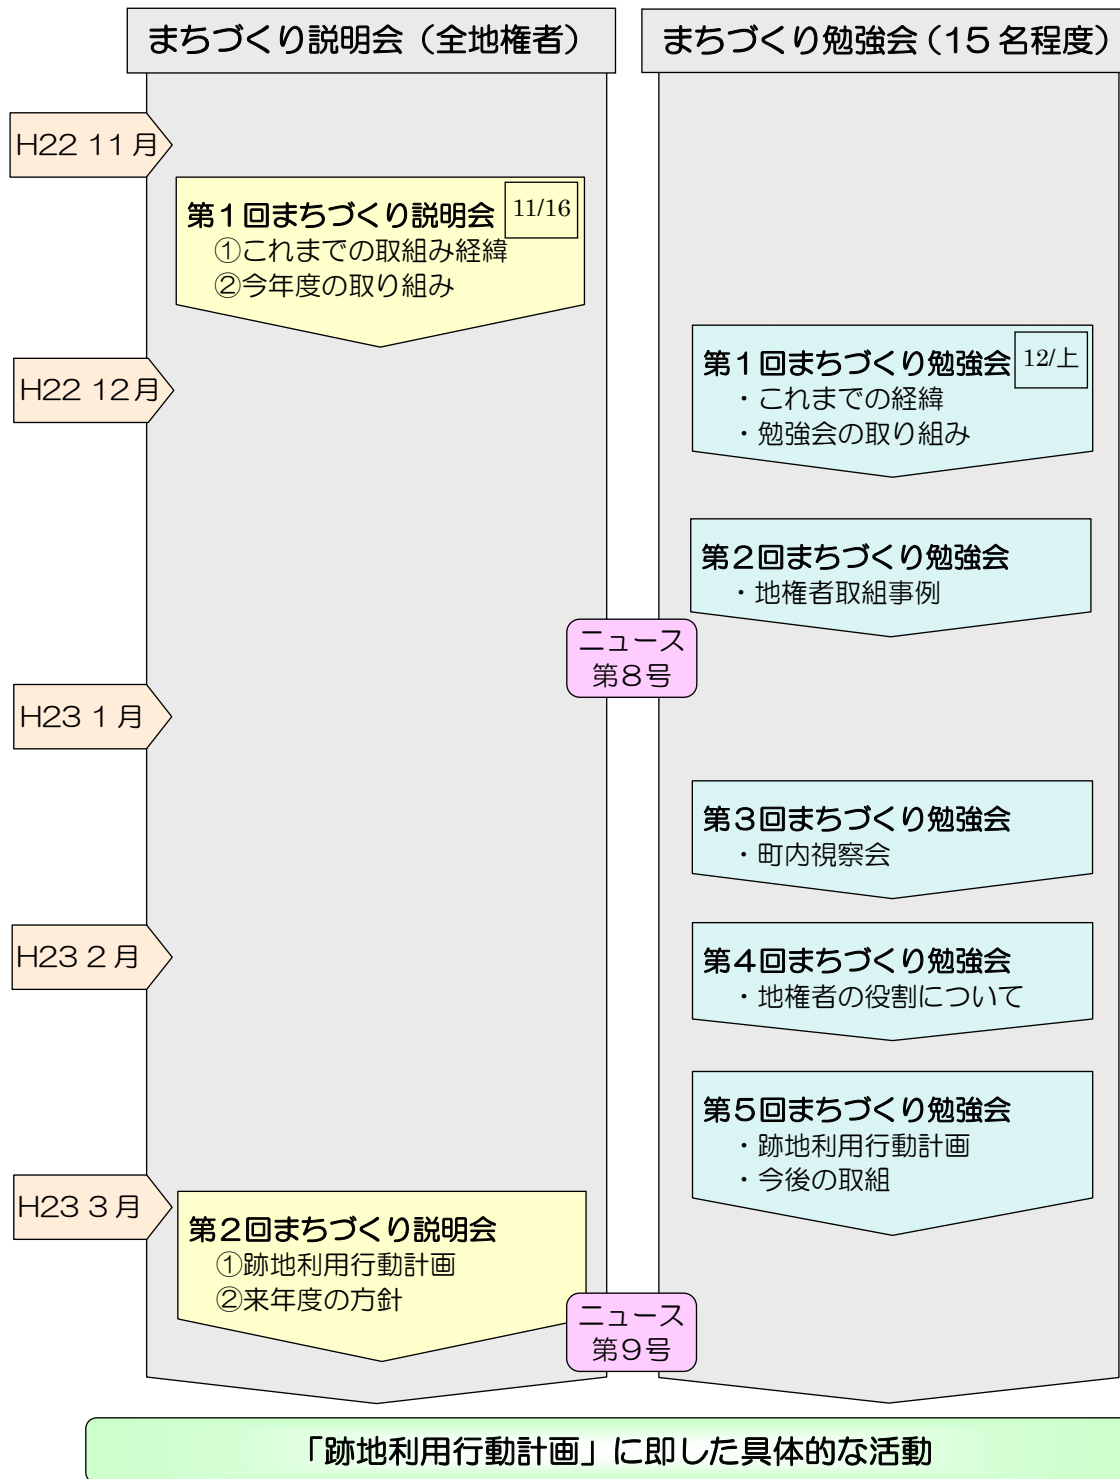 まちづくり説明会（全地権者）
まちづくり勉強会（15名程度）
H22 11月
第1回まちづくり説明会
11/16
①これまでの取組み経緯
②今年度の取り組み
第1回まちづくり勉強会
12/上
・これまでの経緯
・勉強会の取り組み
H22 12月
第2回まちづくり勉強会
・地権者取組事例
ニュース
第8号
H23 1月
第3回まちづくり勉強会
・町内視察会
H23 2月
第4回まちづくり勉強会
・地権者の役割について
第5回まちづくり勉強会
・跡地利用行動計画
・今後の取組
H23 3月
第2回まちづくり説明会
①跡地利用行動計画
②来年度の方針
ニュース
第9号
「跡地利用行動計画」に即した具体的な活動